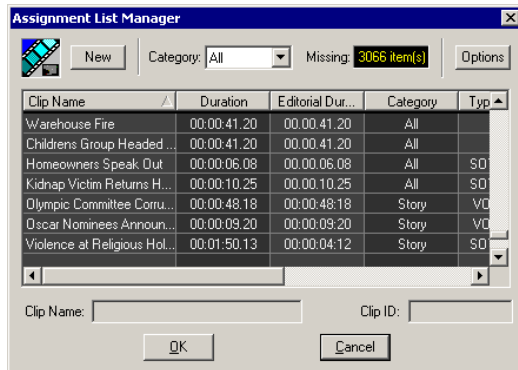 Assignment List Manager
New Category: All Missing: 3066 item(s) Options
Clip Name Duration Editorial Dur... Category Typ
Warehouse Fire 00:00:41.20 00.00.41.20 All
Childrens Group Headed ... 00:00:41.20 00.00.41.20 All
Homeowners Speak Out 00:00:06.08 00.00.06.08 All SO
Kidnap Victim Returns H... 00:00:10.25 00.00.10.25 All SO
Olympic Committee Corru... 00:00:48.18 00:00:48:18 Story VO
Oscar Nominees Announ... 00:00:09.20 00:00:09:20 Story VO
Violence at Religious Hol... 00:01:50.13 00:00:04:12 Story SO
Clip Name: Clip ID:
OK Cancel